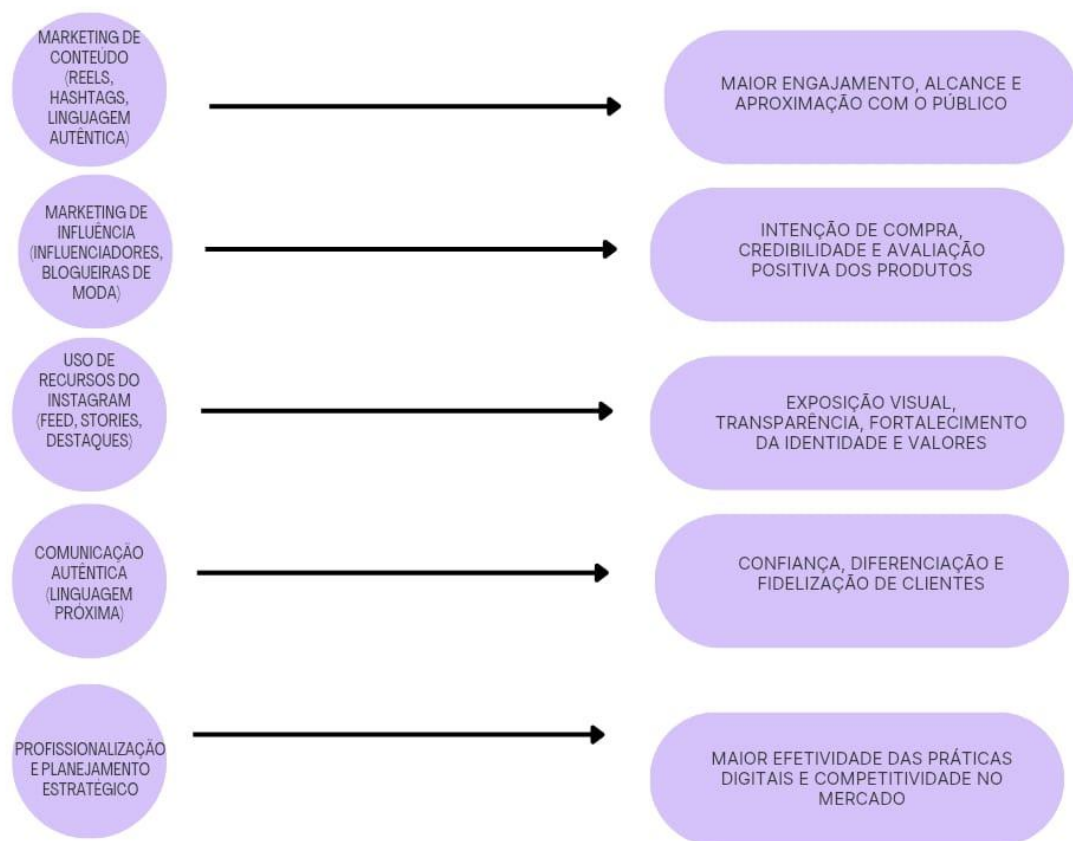 MARKETING DE
CONTEÚDO
(REELS,
HASHTAGS,
LINGUAGEM
AUTÊNTICA)
MAIOR ENGAJAMENTO, ALCANCE E
APROXIMAÇÃO COM O PÚBLICO
MARKETING DE
INFLUÊNCIA
(INFLUENCIADORES,
BLOGUEIRAS DE
MODA)
INTENÇÃO DE COMPRA,
CREDIBILIDADE E AVALIAÇÃO
POSITIVA DOS PRODUTOS
USO DE
RECURSOS DO
INSTAGRAM
(FEED, STORIES,
DESTAQUES)
EXPOSIÇÃO VISUAL,
TRANSPARÊNCIA, FORTALECIMENTO
DA IDENTIDADE E VALORES
COMUNICAÇÃO
AUTÊNTICA
(LINGUAGEM
PRÓXIMA)
CONFIANÇA, DIFERENCIAÇÃO E
FIDELIZAÇÃO DE CLIENTES
PROFISSIONALIZAÇÃO
E PLANEJAMENTO
ESTRATÉGICO
MAIOR EFETIVIDADE DAS PRÁTICAS
DIGITAIS E COMPETITIVIDADE NO
MERCADO